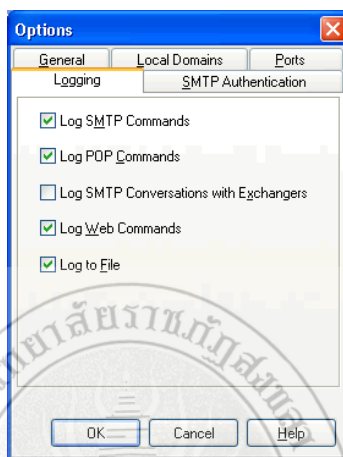 Options
General Local Domains Ports
Logging SMTP Authentication
Log SMTP Commands
Log POP Commands
Log SMTP Conversations with Exchangers
Log Web Commands
Log to File
OK Cancel Help